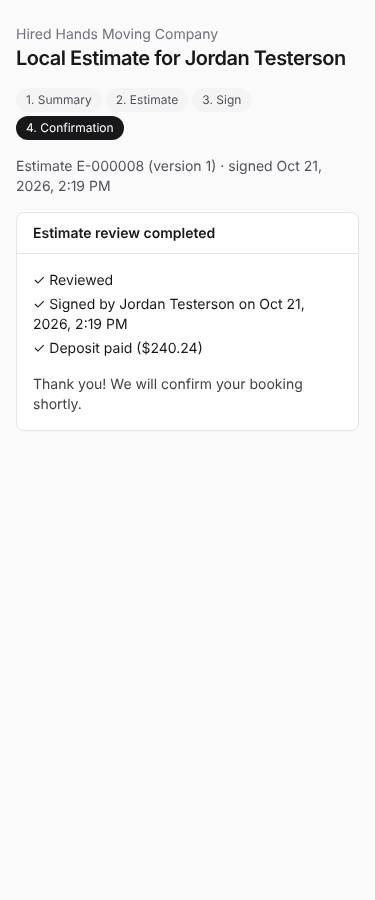 Hired Hands Moving Company
Local Estimate for Jordan Testerson
1. Summary
2. Estimate
3. Sign
4. Confirmation
Estimate E-000008 (version 1) · signed Oct 21,
2026, 2:19 PM
Estimate review completed
✓ Reviewed
✓ Signed by Jordan Testerson on Oct 21,
2026, 2:19 PM
✓ Deposit paid ($240.24)
Thank you! We will confirm your booking
shortly.